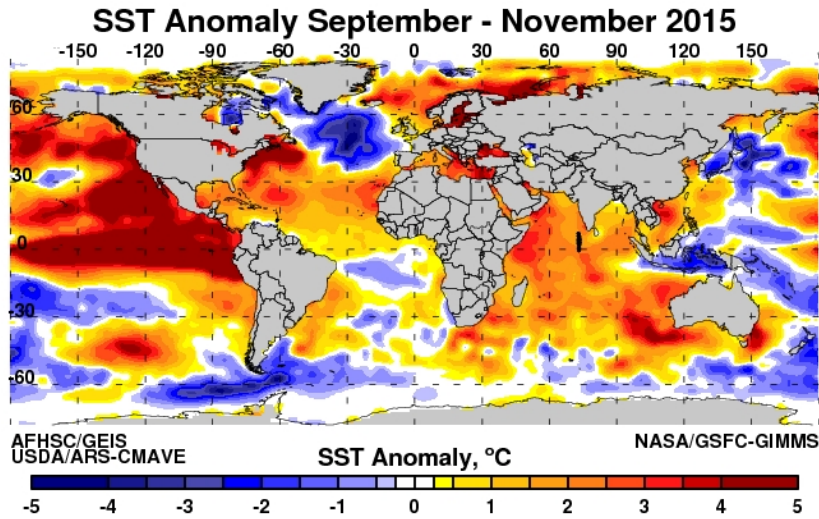 SST Anomaly September - November 2015
-150 -120 -90 -60 -30 0 30 60 90 120 150
60
30
0
-30
-60
AFHSC/GEIS
USDA/ARS-CMAVE
NASA/GSFC-GIMMS
SST Anomaly, ºC
-5 -4 -3 -2 -1 0 1 2 3 4 5